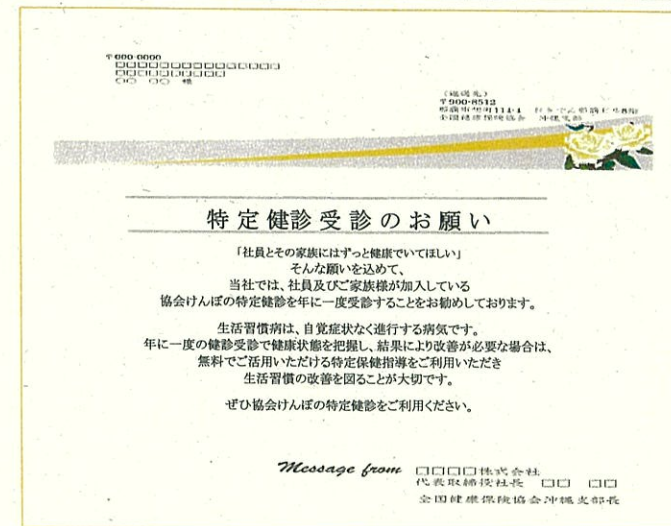 〒000-0000
□□□□□□□□□□□□□□
□□□□□□□□□
○○ ○○ 様
〒900-8512
全国健康保険協会 沖縄支部
特定健診受診のお願い
「社員とその家族にはずっと健康でいてほしい」
そんな願いを込めて、
当社では、社員及びご家族様が加入している
協会けんぽの特定健診を年に一度受診することをお勧めしております。
生活習慣病は、自覚症状なく進行する病気です。
年に一度の健診受診で健康状態を把握し、結果により改善が必要な場合は、
無料でご活用いただける特定保健指導をご利用いただき
生活習慣の改善を図ることが大切です。
ぜひ協会けんぽの特定健診をご利用ください。
Message from □□□□株式会社
代表取締役社長 □□ □□
全国健康保険協会沖縄支部長